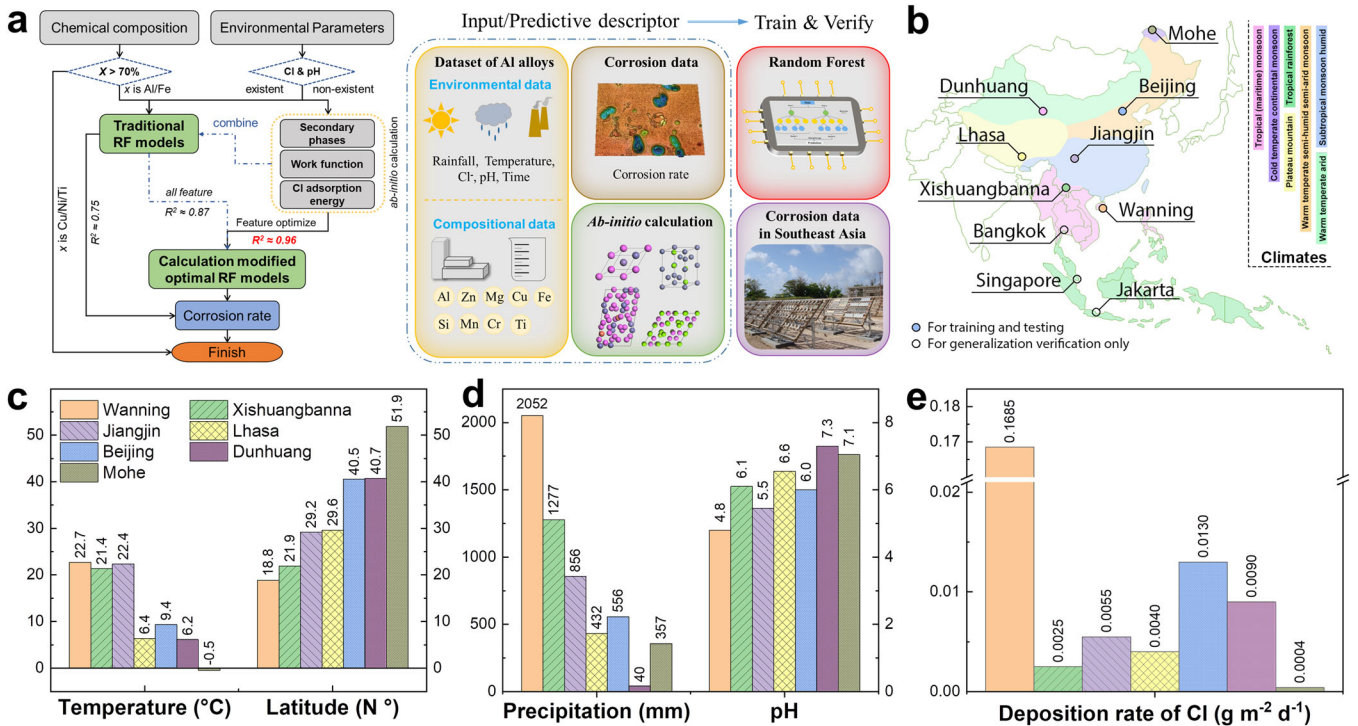 a
Chemical composition
Environmental Parameters
X > 70%
x is Al/Fe
Cl & pH
existent
non-existent
Traditional
RF models
combine
Secondary
phases
Work function
Cl adsorption
energy
ab-initio calculation
all feature
R² ≈ 0.87
Feature optimize
R² ≈ 0.96
x is Cu/Ni/Ti
R² ≈ 0.75
Calculation modified
optimal RF models
Corrosion rate
Finish
Input/Predictive descriptor
Train & Verify
Dataset of Al alloys
Environmental data
Rainfall, Temperature,
Cl⁻, pH, Time
Compositional data
Al Zn Mg Cu Fe
Si Mn Cr Ti
Corrosion data
Corrosion rate
Ab-initio calculation
Random Forest
Corrosion data
in Southeast Asia
b
Mohe
Dunhuang
Beijing
Lhasa
Jiangjin
Xishuangbanna
Wanning
Bangkok
Singapore
Jakarta
For training and testing
For generalization verification only
Tropical (maritime) monsoon
Cold temperate continental monsoon
Plateau mountain
Tropical rainforest
Warm temperate semi-humid semi-arid monsoon
Warm temperate arid
Subtropical monsoon humid
Climates
c
Wanning
Xishuangbanna
Jiangjin
Lhasa
Beijing
Dunhuang
Mohe
50
40
30
20
10
0
22.7
21.4
22.4
6.4
9.4
6.2
-0.5
18.8
21.9
29.2
29.6
40.5
40.7
51.9
50
40
30
20
10
0
Temperature (°C)
Latitude (N °)
d
2000
1500
1000
500
0
2052
1277
856
432
556
40
357
4.8
6.1
5.5
6.6
6.0
7.3
7.1
8
6
4
2
0
Precipitation (mm)
pH
e
0.18
0.17
0.02
0.01
0.00
0.1685
0.0025
0.0055
0.0040
0.0130
0.0090
0.0004
Deposition rate of Cl (g m⁻² d⁻¹)